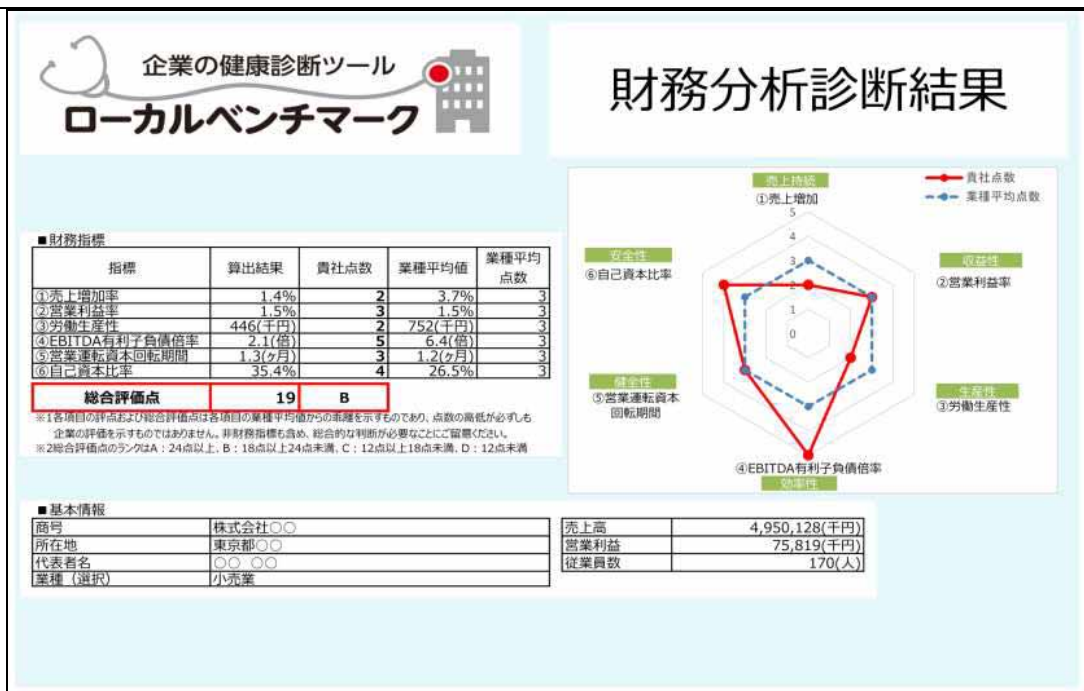 企業の健康診断ツール
ローカルベンチマーク
財務分析診断結果
■財務指標
指標 算出結果 貴社点数 業種平均値 業種平均点数
①売上増加率 1.4% 2 3.7% 3
②営業利益率 1.5% 3 1.5% 3
③労働生産性 446(千円) 2 752(千円) 3
④EBITDA有利子負債倍率 2.1(倍) 5 6.4(倍) 3
⑤営業運転資本回転期間 1.3(ヶ月) 3 1.2(ヶ月) 3
⑥自己資本比率 35.4% 4 26.5% 3
総合評価点 19 B
※1各項目の評点および総合評価点は各項目の業種平均値からの乖離を示すものであり、点数の高低が必ずしも
企業の評価を示すものではありません。非財務指標も含め、総合的な判断が必要なことにご留意ください。
※2総合評価点のランクはA：24点以上、B：18点以上24点未満、C：12点以上18点未満、D：12点未満
貴社点数
業種平均点数
売上持続
①売上増加
5
4
3
2
1
0
収益性
②営業利益率
生産性
③労働生産性
④EBITDA有利子負債倍率
効率性
健全性
⑤営業運転資本
回転期間
安全性
⑥自己資本比率
■基本情報
商号 株式会社○○
所在地 東京都○○
代表者名 ○○ ○○
業種（選択） 小売業
売上高 4,950,128(千円)
営業利益 75,819(千円)
従業員数 170(人)